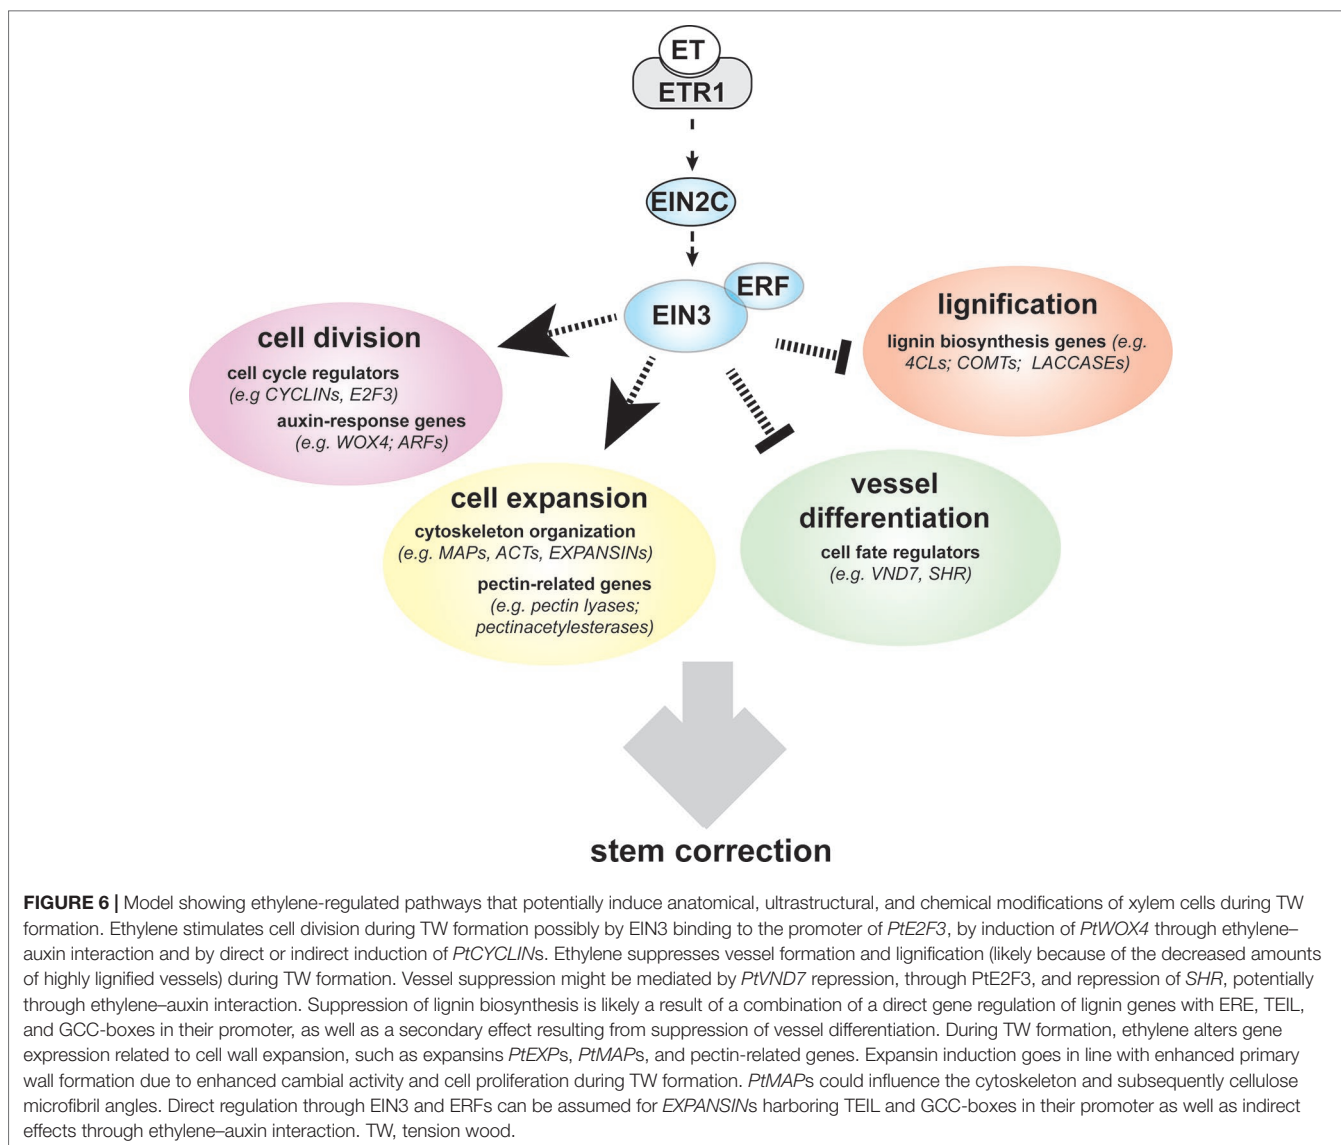 ET
ETR1
EIN2C
ERF
EIN3
cell division
cell cycle regulators
(e.g CYCLINs, E2F3)
auxin-response genes
(e.g. WOX4; ARFs)
cell expansion
cytoskeleton organization
(e.g. MAPs, ACTs, EXPANSINs)
pectin-related genes
(e.g. pectin lyases;
pectinacetylesterases)
vessel
differentiation
cell fate regulators
(e.g. VND7, SHR)
lignification
lignin biosynthesis genes (e.g.
4CLs; COMTs; LACCASEs)
stem correction
FIGURE 6 | Model showing ethylene-regulated pathways that potentially induce anatomical, ultrastructural, and chemical modifications of xylem cells during TW
formation. Ethylene stimulates cell division during TW formation possibly by EIN3 binding to the promoter of PtE2F3, by induction of PtWOX4 through ethylene–
auxin interaction and by direct or indirect induction of PtCYCLINs. Ethylene suppresses vessel formation and lignification (likely because of the decreased amounts
of highly lignified vessels) during TW formation. Vessel suppression might be mediated by PtVND7 repression, through PtE2F3, and repression of SHR, potentially
through ethylene–auxin interaction. Suppression of lignin biosynthesis is likely a result of a combination of a direct gene regulation of lignin genes with ERE, TEIL,
and GCC-boxes in their promoter, as well as a secondary effect resulting from suppression of vessel differentiation. During TW formation, ethylene alters gene
expression related to cell wall expansion, such as expansins PtEXPs, PtMAPs, and pectin-related genes. Expansin induction goes in line with enhanced primary
wall formation due to enhanced cambial activity and cell proliferation during TW formation. PtMAPs could influence the cytoskeleton and subsequently cellulose
microfibril angles. Direct regulation through EIN3 and ERFs can be assumed for EXPANSINs harboring TEIL and GCC-boxes in their promoter as well as indirect
effects through ethylene–auxin interaction. TW, tension wood.